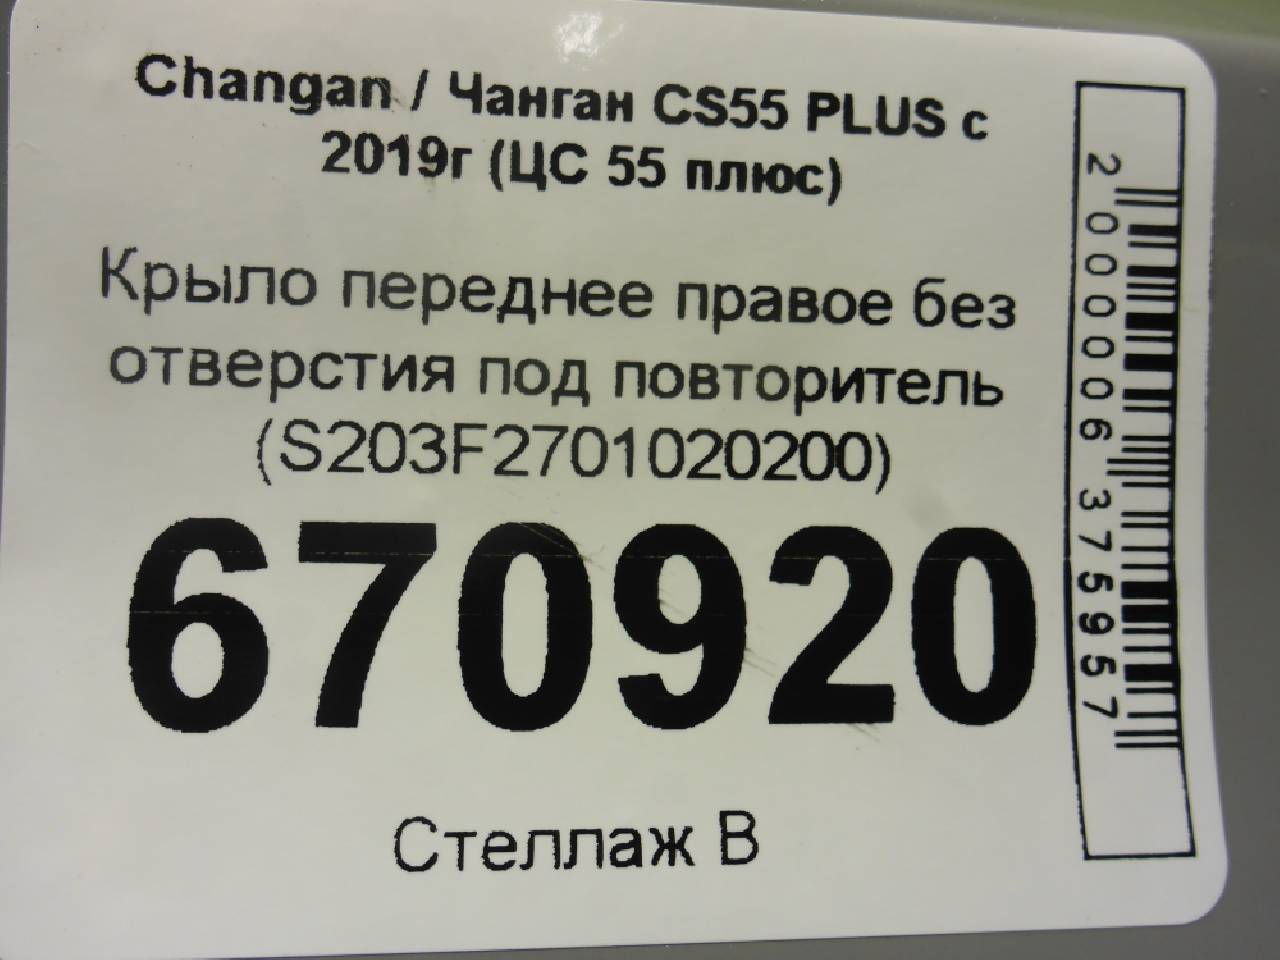 Changan / Чанган CS55 PLUS с
2019г (ЦС 55 плюс)
Крыло переднее правое без
отверстия под повторитель
(S203F2701020200)
670920
Стеллаж В
2000006375957